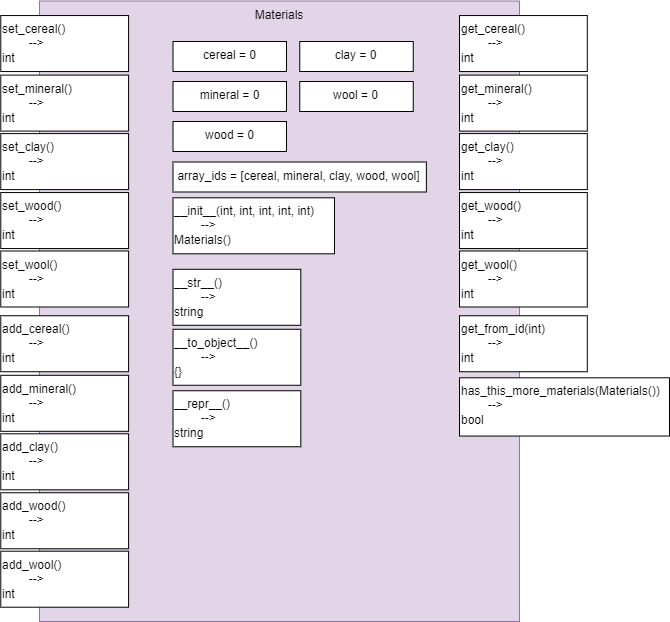 Materials
set_cereal()
-->
int
set_mineral()
-->
int
set_clay()
-->
int
set_wood()
-->
int
set_wool()
-->
int
add_cereal()
-->
int
add_mineral()
-->
int
add_clay()
-->
int
add_wood()
-->
int
add_wool()
-->
int
cereal = 0
clay = 0
mineral = 0
wool = 0
wood = 0
array_ids = [cereal, mineral, clay, wood, wool]
__init__(int, int, int, int, int)
-->
Materials()
__str__()
-->
string
__to_object__()
-->
{}
__repr__()
-->
string
get_cereal()
-->
int
get_mineral()
-->
int
get_clay()
-->
int
get_wood()
-->
int
get_wool()
-->
int
get_from_id(int)
-->
int
has_this_more_materials(Materials())
-->
bool